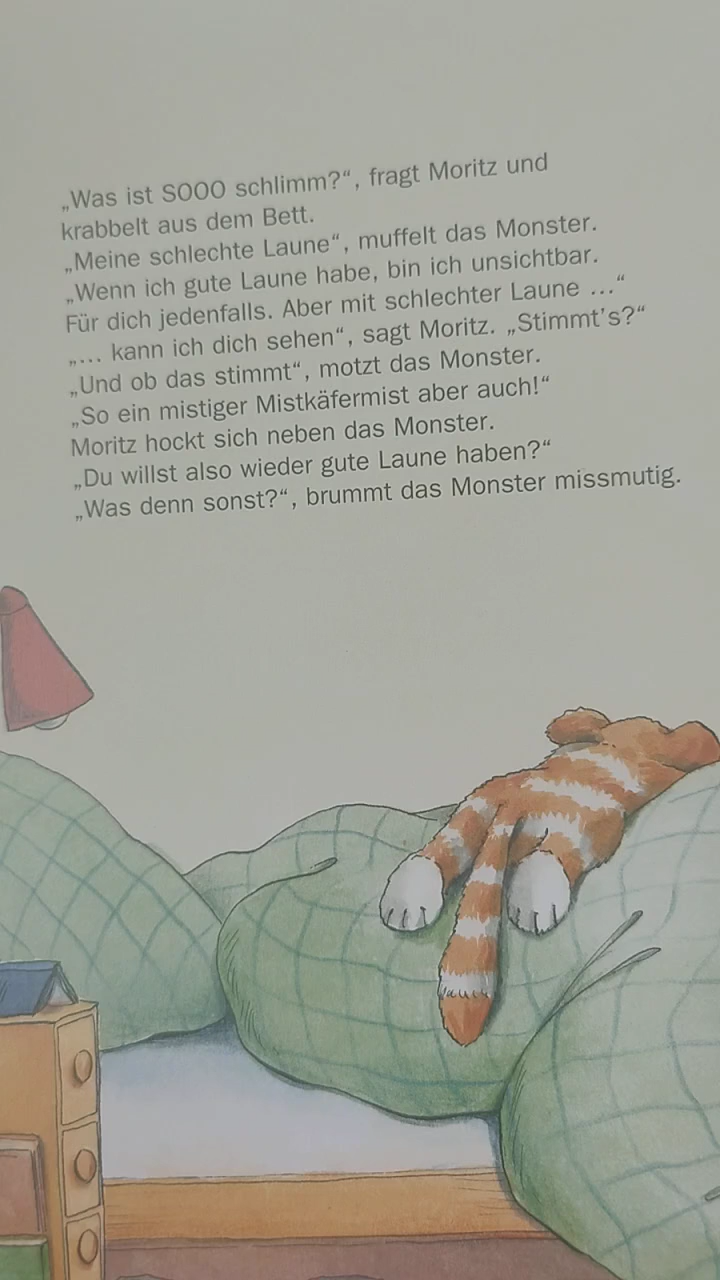 „Was ist SOOO schlimm?“, fragt Moritz und
krabbelt aus dem Bett.
„Meine schlechte Laune“, muffelt das Monster.
„Wenn ich gute Laune habe, bin ich unsichtbar.
Für dich jedenfalls. Aber mit schlechter Laune ...“
„... kann ich dich sehen“, sagt Moritz. „Stimmt’s?“
„Und ob das stimmt“, motzt das Monster.
„So ein mistiger Mistkäfermist aber auch!“
Moritz hockt sich neben das Monster.
„Du willst also wieder gute Laune haben?“
„Was denn sonst?“, brummt das Monster missmutig.